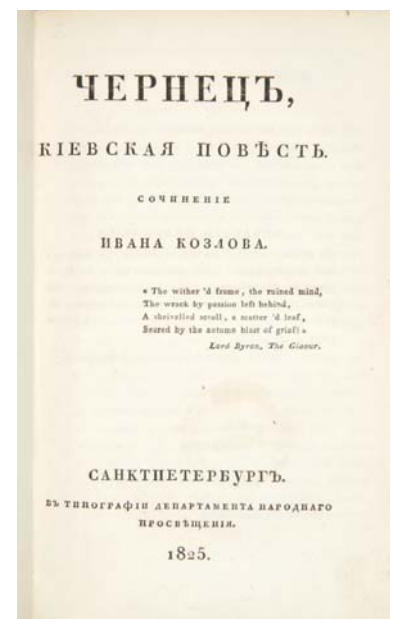 ЧЕРНЕЦЪ,
КІЕВСКАЯ ПОВѢСТЬ.
СОЧИНЕНІЕ
ИВАНА КОЗЛОВА.
« The wither 'd frame, the ruined mind,
The wrack by passion left behind,
A shrivelled scroll, a scatter 'd leaf,
Seared by the autumn blast of grief! »
Lord Byron, The Giaour.
САНКТПЕТЕРБУРГЪ.
ВЪ ТИПОГРАФІИ ДЕПАРТАМЕНТА НАРОДНАГО
ПРОСВѢЩЕНІЯ.
1825.